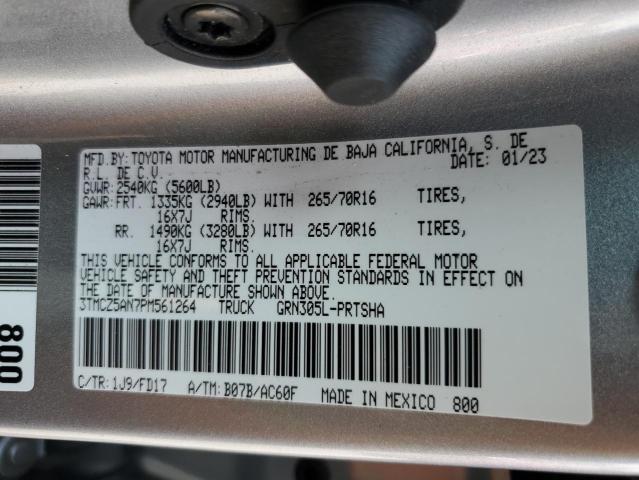 MFD.BY: TOYOTA MOTOR MANUFACTURING DE BAJA CALIFORNIA, S. DE
R.L. DE C.V. DATE: 01/23
GVWR: 2540KG (5600LB)
GAWR: FRT. 1335KG (2940LB) WITH 265/70R16 TIRES,
16X7J RIMS.
RR. 1490KG (3280LB) WITH 265/70R16 TIRES,
16X7J RIMS.
THIS VEHICLE CONFORMS TO ALL APPLICABLE FEDERAL MOTOR
VEHICLE SAFETY AND THEFT PREVENTION STANDARDS IN EFFECT ON
THE DATE OF MANUFACTURE SHOWN ABOVE.
3TMCZ5AN7PM561264 TRUCK GRN305L-PRTSHA
C/TR: 1J9/FD17 A/TM: B07B/AC60F MADE IN MEXICO 800
800